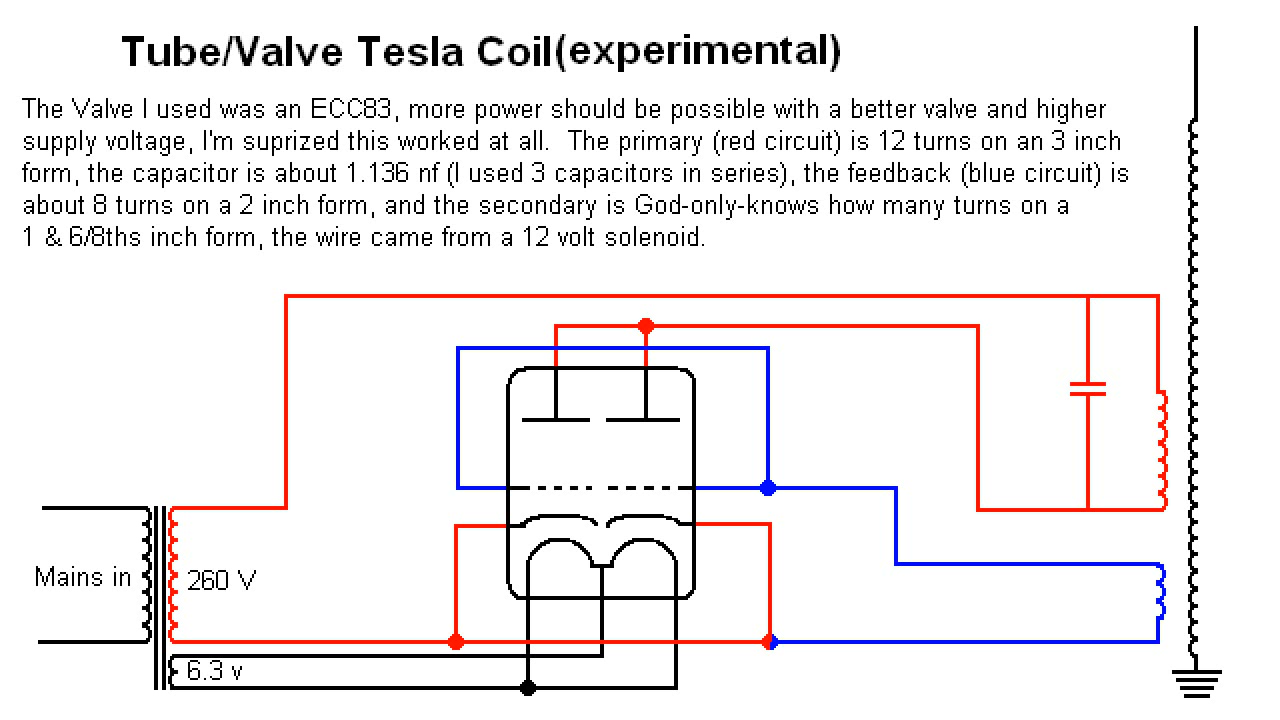 Tube/Valve Tesla Coil(experimental)
The Valve I used was an ECC83, more power should be possible with a better valve and higher
supply voltage, I'm suprized this worked at all.  The primary (red circuit) is 12 turns on an 3 inch
form, the capacitor is about 1.136 nf (I used 3 capacitors in series), the feedback (blue circuit) is
about 8 turns on a 2 inch form, and the secondary is God-only-knows how many turns on a
1 & 6/8ths inch form, the wire came from a 12 volt solenoid.
Mains in
260 V
6.3 v